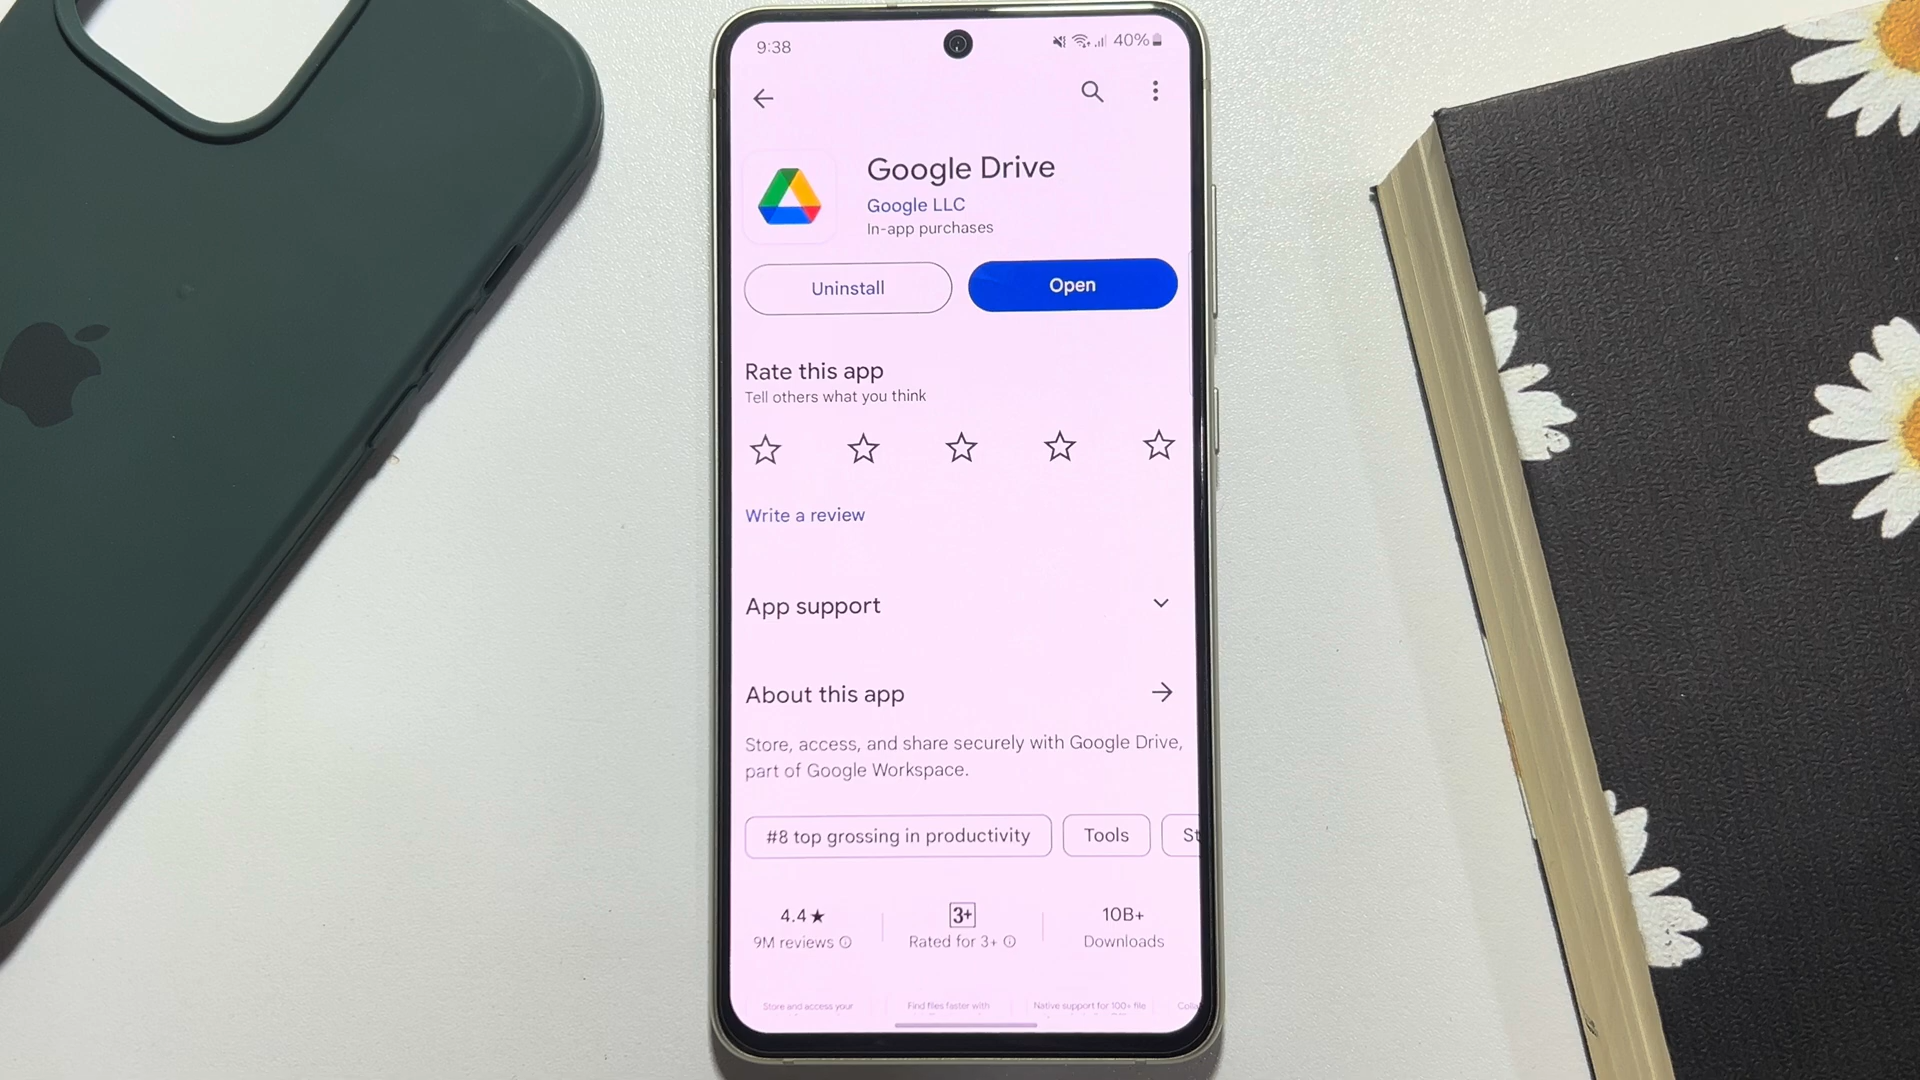 9:38
40%
Google Drive
Google LLC
In-app purchases
Uninstall
Open
Rate this app
Tell others what you think
Write a review
App support
About this app
Store, access, and share securely with Google Drive,
part of Google Workspace.
#8 top grossing in productivity
Tools
St
4.4★
3+
10B+
9M reviews
Rated for 3+
Downloads
Store and access your
Find files faster with
Native support for 100+ file